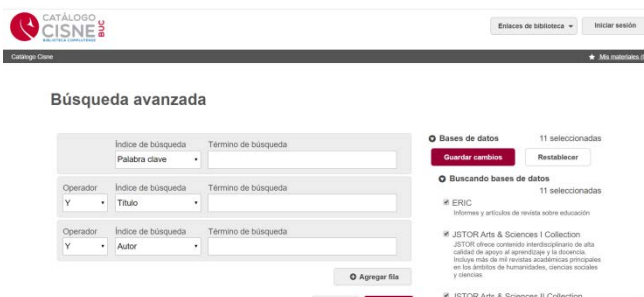 CATÁLOGO
CISNE BUC
BIBLIOTECA COMPLUTENSE
Enlaces de biblioteca
Iniciar sesión
Catálogo Cisne
Mis materiales
Búsqueda avanzada
Índice de búsqueda Término de búsqueda
Palabra clave
Operador Índice de búsqueda Término de búsqueda
Y Título
Operador Índice de búsqueda Término de búsqueda
Y Autor
Agregar fila
Bases de datos 11 seleccionadas
Guardar cambios Restablecer
Buscando bases de datos
11 seleccionadas
ERIC
Informes y artículos de revista sobre educación
JSTOR Arts & Sciences I Collection
JSTOR ofrece contenido interdisciplinario de alta
calidad de apoyo al aprendizaje y la docencia.
Incluye más de mil revistas académicas principales
en los ámbitos de humanidades, ciencias sociales
y ciencias
JSTOR Arts & Sciences II Collection